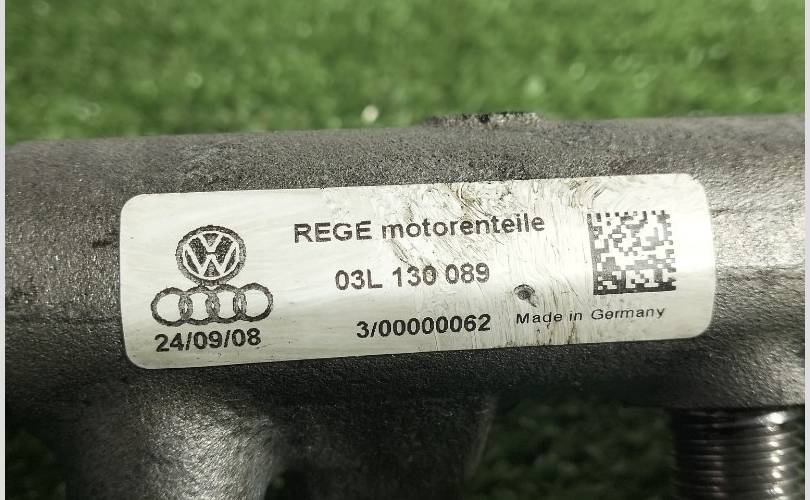 REGE motorenteile
03L 130 089
3/00000062
Made in Germany
24/09/08